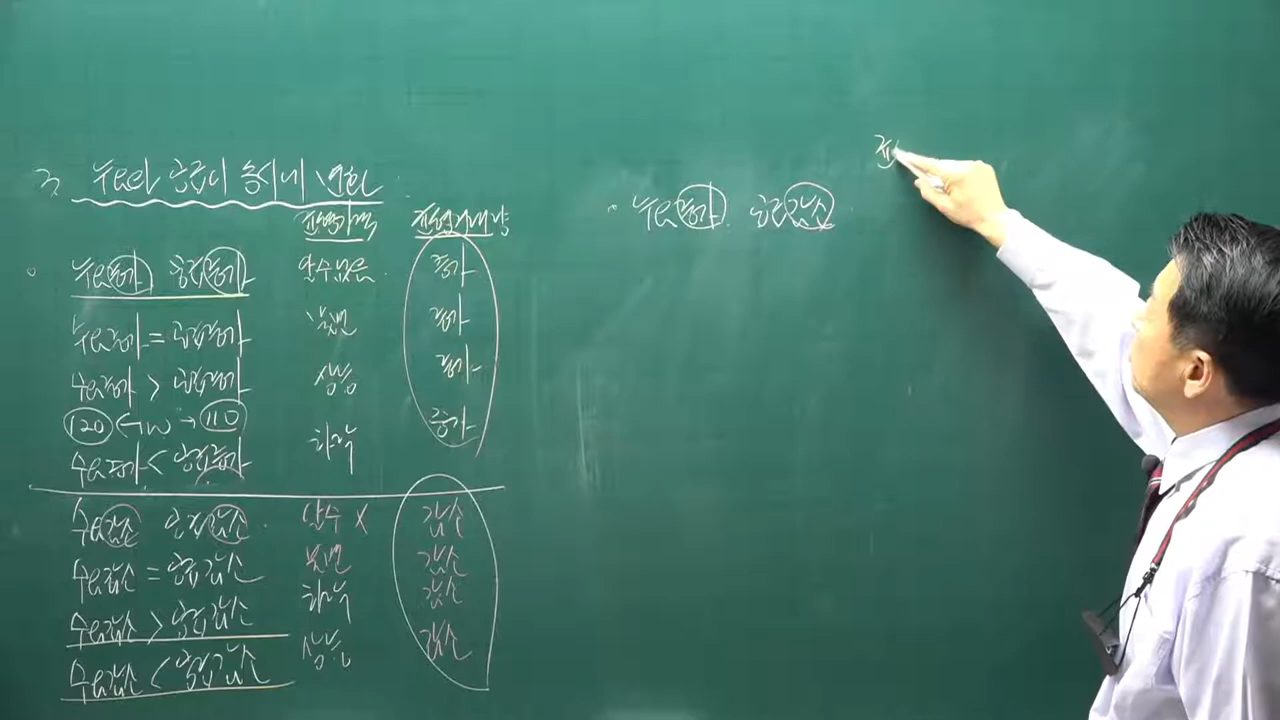 3. 수요와 공급이 동시에 변화
균형가격 균형거래량
수요증가 공급증가 알수없음 증가
수요증가 = 공급증가 불변 증가
수요증가 > 공급증가 상승 증가
120 110
수요증가 < 공급증가 하락 증가
수요감소 공급감소 알수 X 감소
수요감소 = 공급감소 불변 감소
수요감소 > 공급감소 하락 감소
수요감소 < 공급감소 상승 감소
수요증가. 공급감소
균